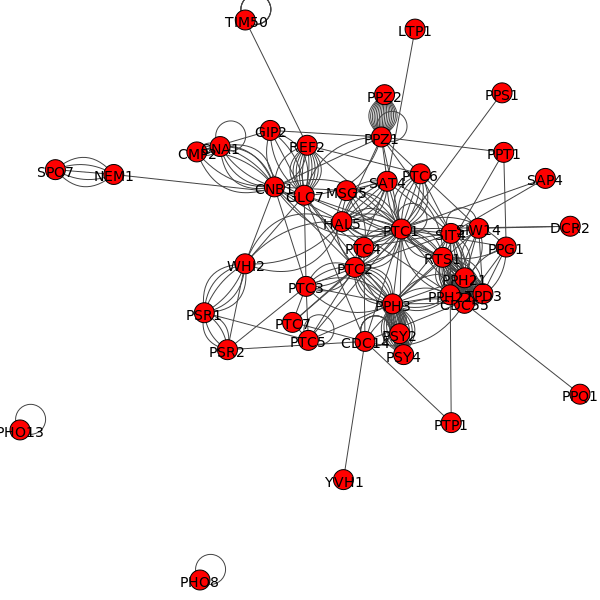 TIM50
LTP1
PPZ2
PPS1
GIP2
PPZ1
REF2
CNA1
CMP2
PPT1
SPO7
NEM1
CNB1
GLC7
MSG5
SAT4
PTC6
SAP4
HAL5
PTC1
SIT4
SIW14
DCR2
PTC4
PPG1
WHI2
PTC2
RTS1
PTC3
PPH21
PPH22
TPD3
CDC55
PPH3
PSR1
PTC7
PSY2
PTC5
CDC14
PSR2
PSY4
PPQ1
PTP1
PHO13
YVH1
PHO8